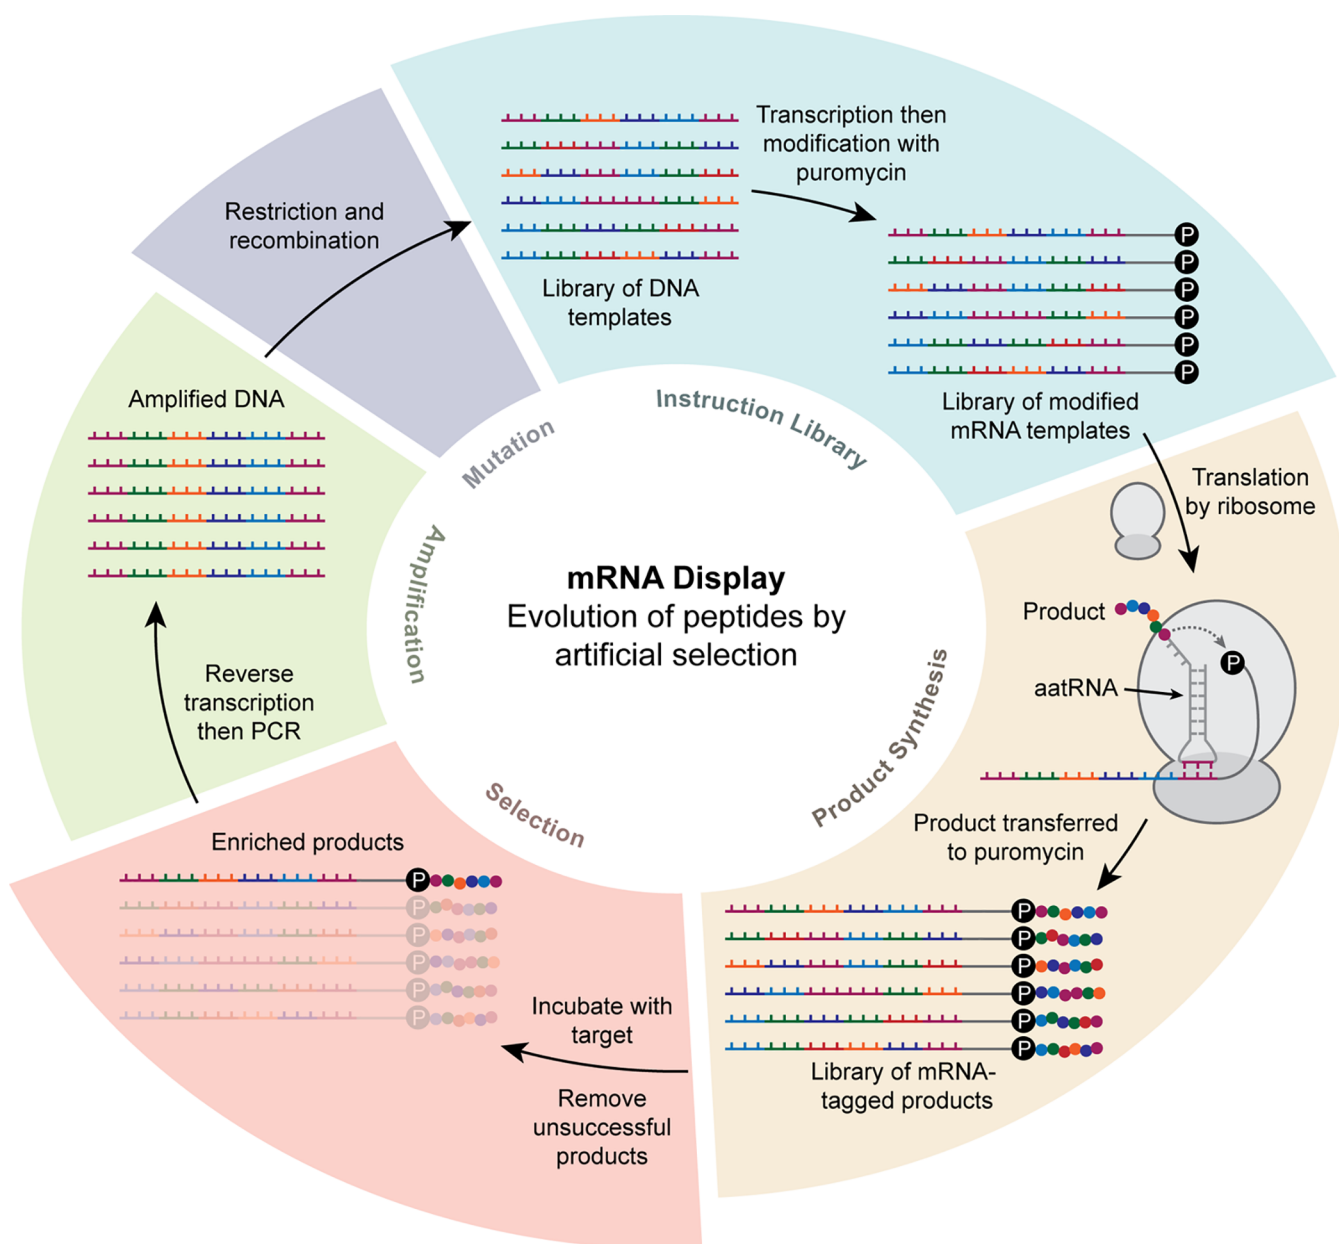 mRNA Display
Evolution of peptides by
artificial selection
Instruction Library
Library of DNA
templates
Transcription then
modification with
puromycin
P
P
P
P
P
P
Library of modified
mRNA templates
Translation
by ribosome
Product Synthesis
Product
P
aatRNA
Product transferred
to puromycin
P
P
P
P
P
P
Library of mRNA-
tagged products
Selection
Incubate with
target
Remove
unsuccessful
products
Enriched products
P
P
P
P
P
P
Amplification
Reverse
transcription
then PCR
Amplified DNA
Mutation
Restriction and
recombination